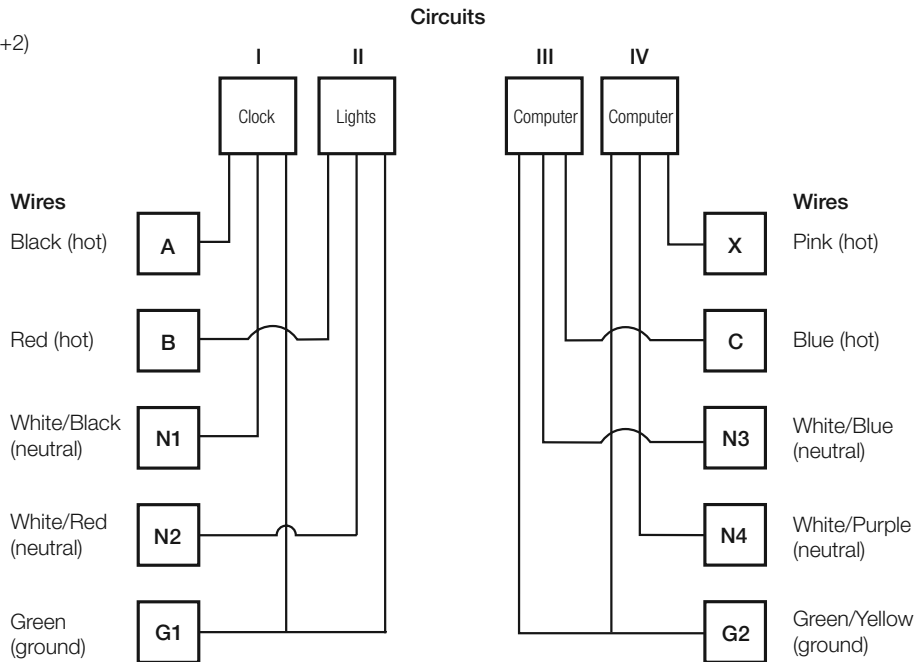 Circuits
+2)
I
II
III
IV
Clock
Lights
Computer
Computer
Wires
Wires
Black (hot)
A
X
Pink (hot)
Red (hot)
B
C
Blue (hot)
White/Black
(neutral)
N1
N3
White/Blue
(neutral)
White/Red
(neutral)
N2
N4
White/Purple
(neutral)
Green
(ground)
G1
G2
Green/Yellow
(ground)